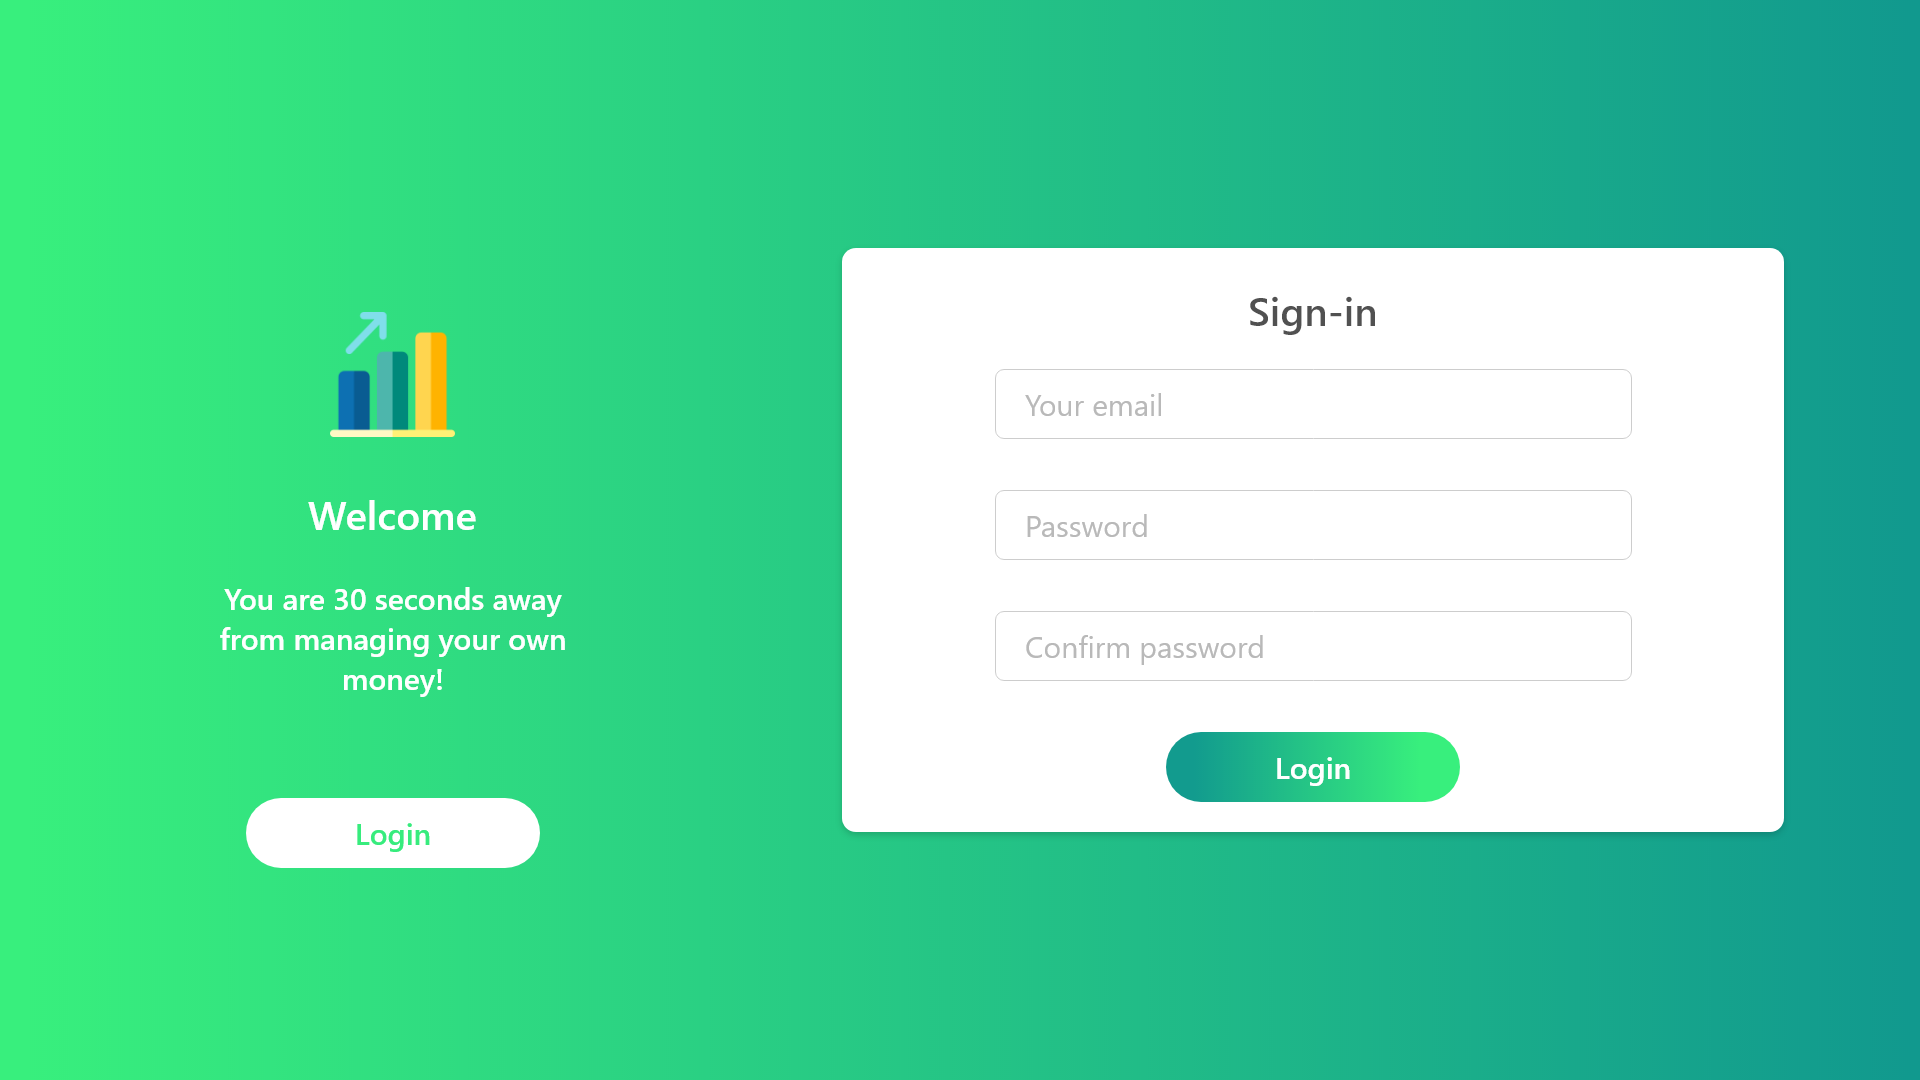 Welcome
You are 30 seconds away
from managing your own
money!
Login
Sign-in
Your email
Password
Confirm password
Login